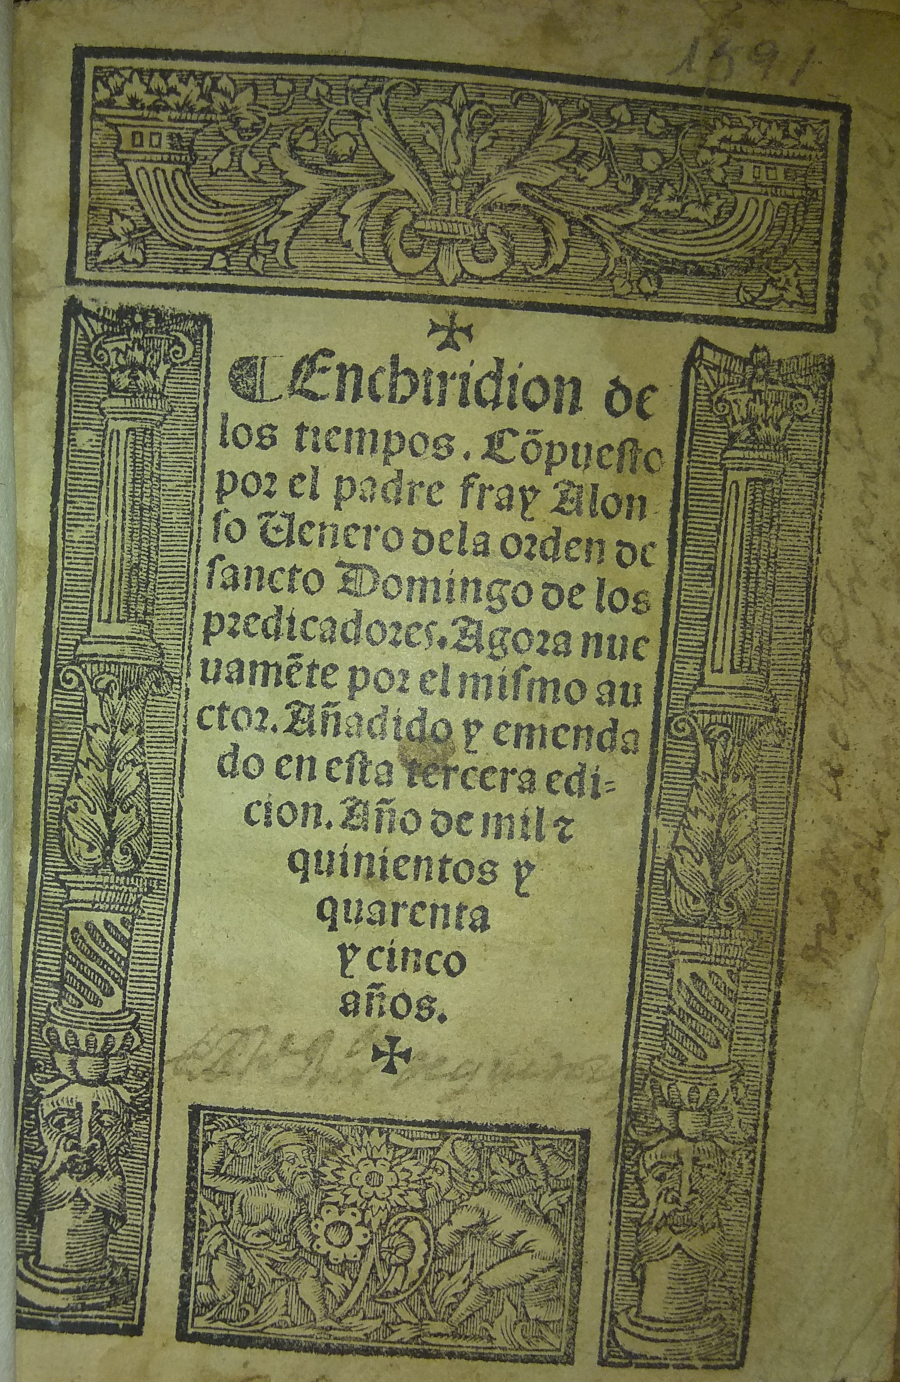 1591
✠
⸿ Enchiridion de
los tiempos. Cõpuesto
por el padre fray Alon
so Uenero dela orden de
sancto Domingo de los
predicadores. Agora nue
uamẽte por el mismo au
ctor. Añadido y emenda
do en esta tercera edi⸗
cion. Año de mil ⁊
quinientos y
quarenta
y cinco
años.
✠